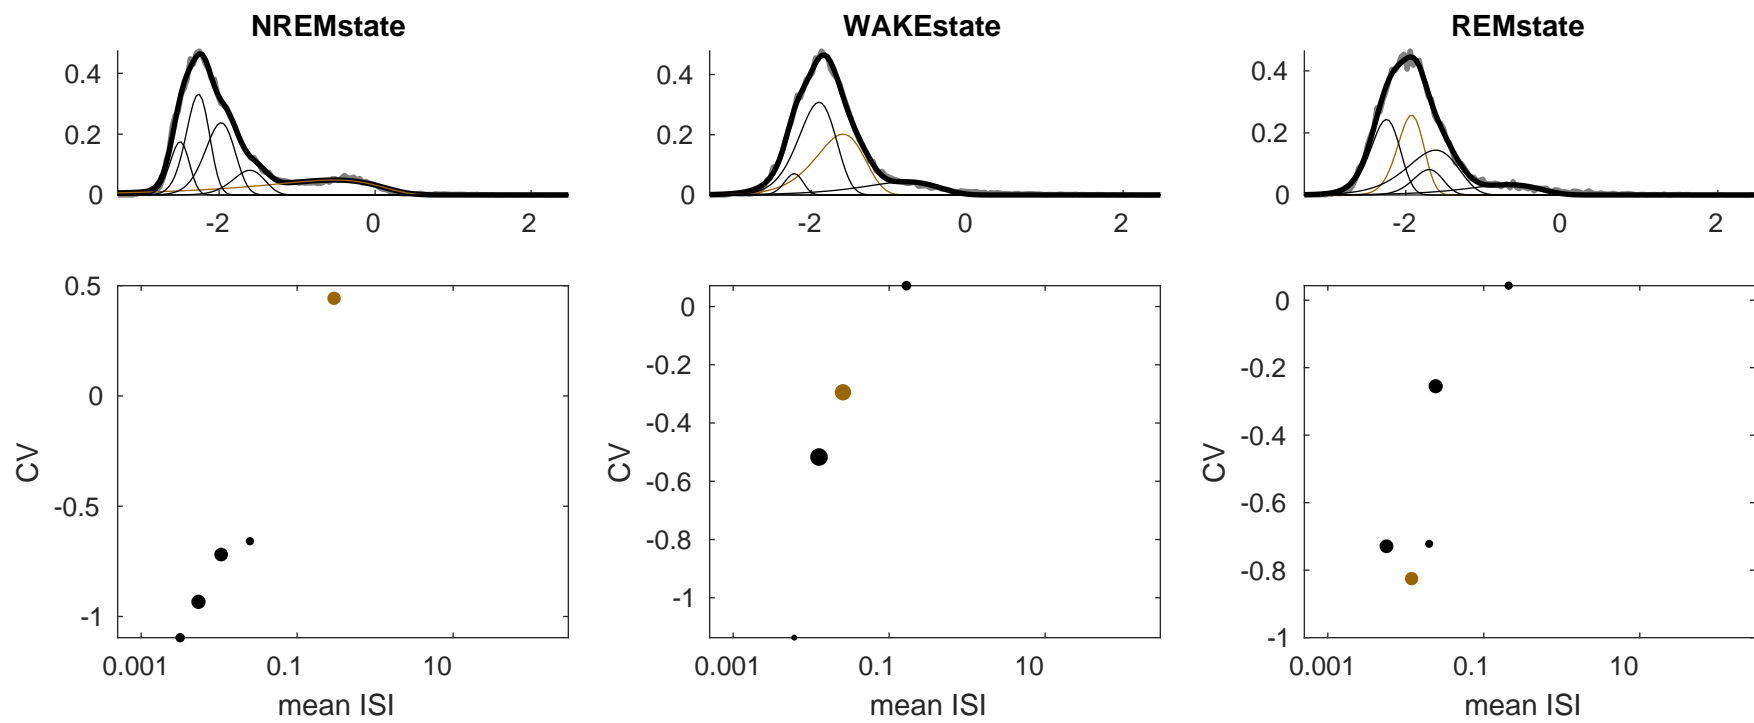 NREMstate WAKEstate REMstate
0.4 0.4 0.4
0.2 0.2 0.2
0 0 0
-2 0 2 -2 0 2 -2 0 2
0.5 0 0
0 -0.2 -0.2
-0.5 -0.4 -0.4
-1 -0.6 -0.6
-0.8 -0.8
-1 -1
CV CV CV
0.001 0.1 10 0.001 0.1 10 0.001 0.1 10
mean ISI mean ISI mean ISI